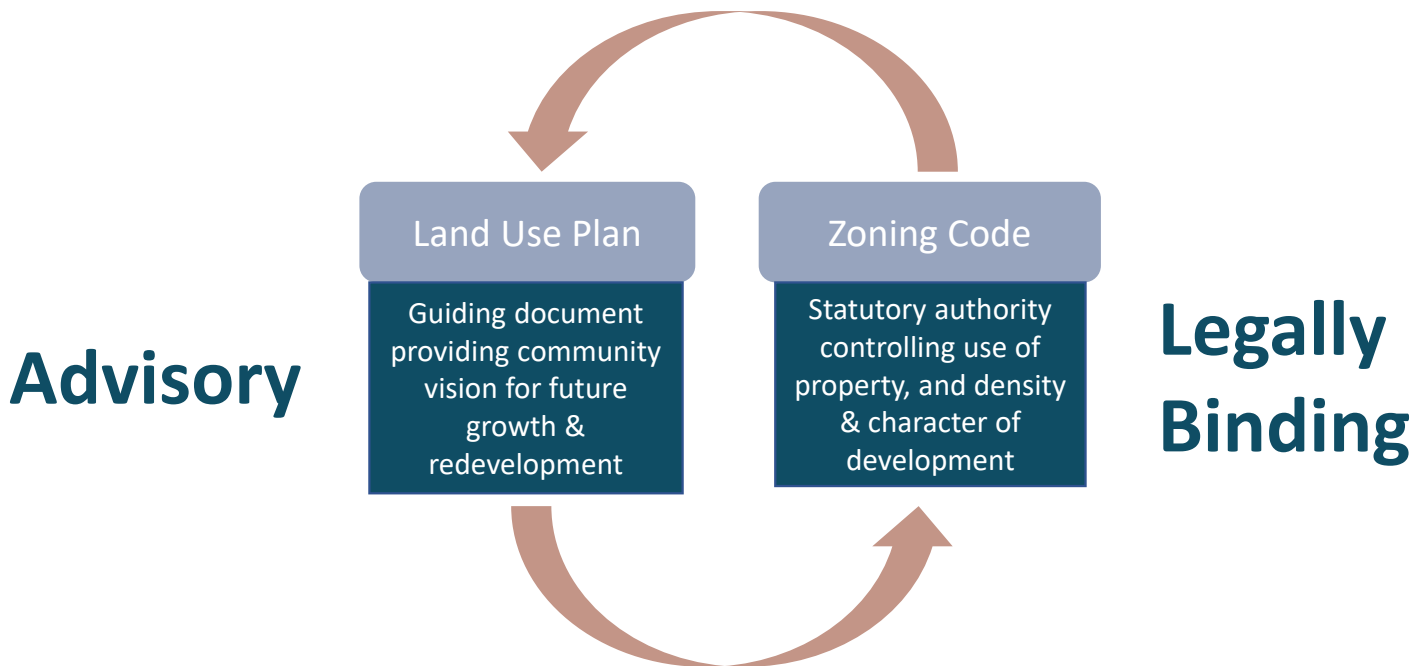 Advisory
Land Use Plan
Guiding document
providing community
vision for future
growth &
redevelopment
Zoning Code
Statutory authority
controlling use of
property, and density
& character of
development
Legally
Binding